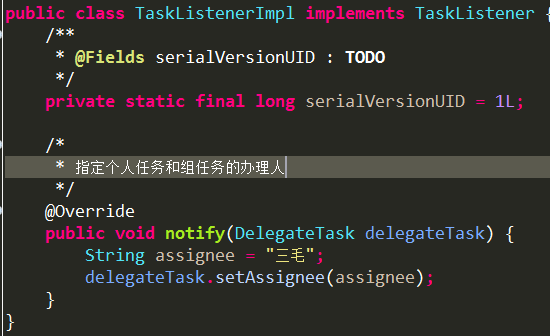 public class TaskListenerImpl implements TaskListener {
/**
* @Fields serialVersionUID : TODO
*/
private static final long serialVersionUID = 1L;
/*
* 指定个人任务和组任务的办理人
*/
@Override
public void notify(DelegateTask delegateTask) {
String assignee = "三毛";
delegateTask.setAssignee(assignee);
}
}